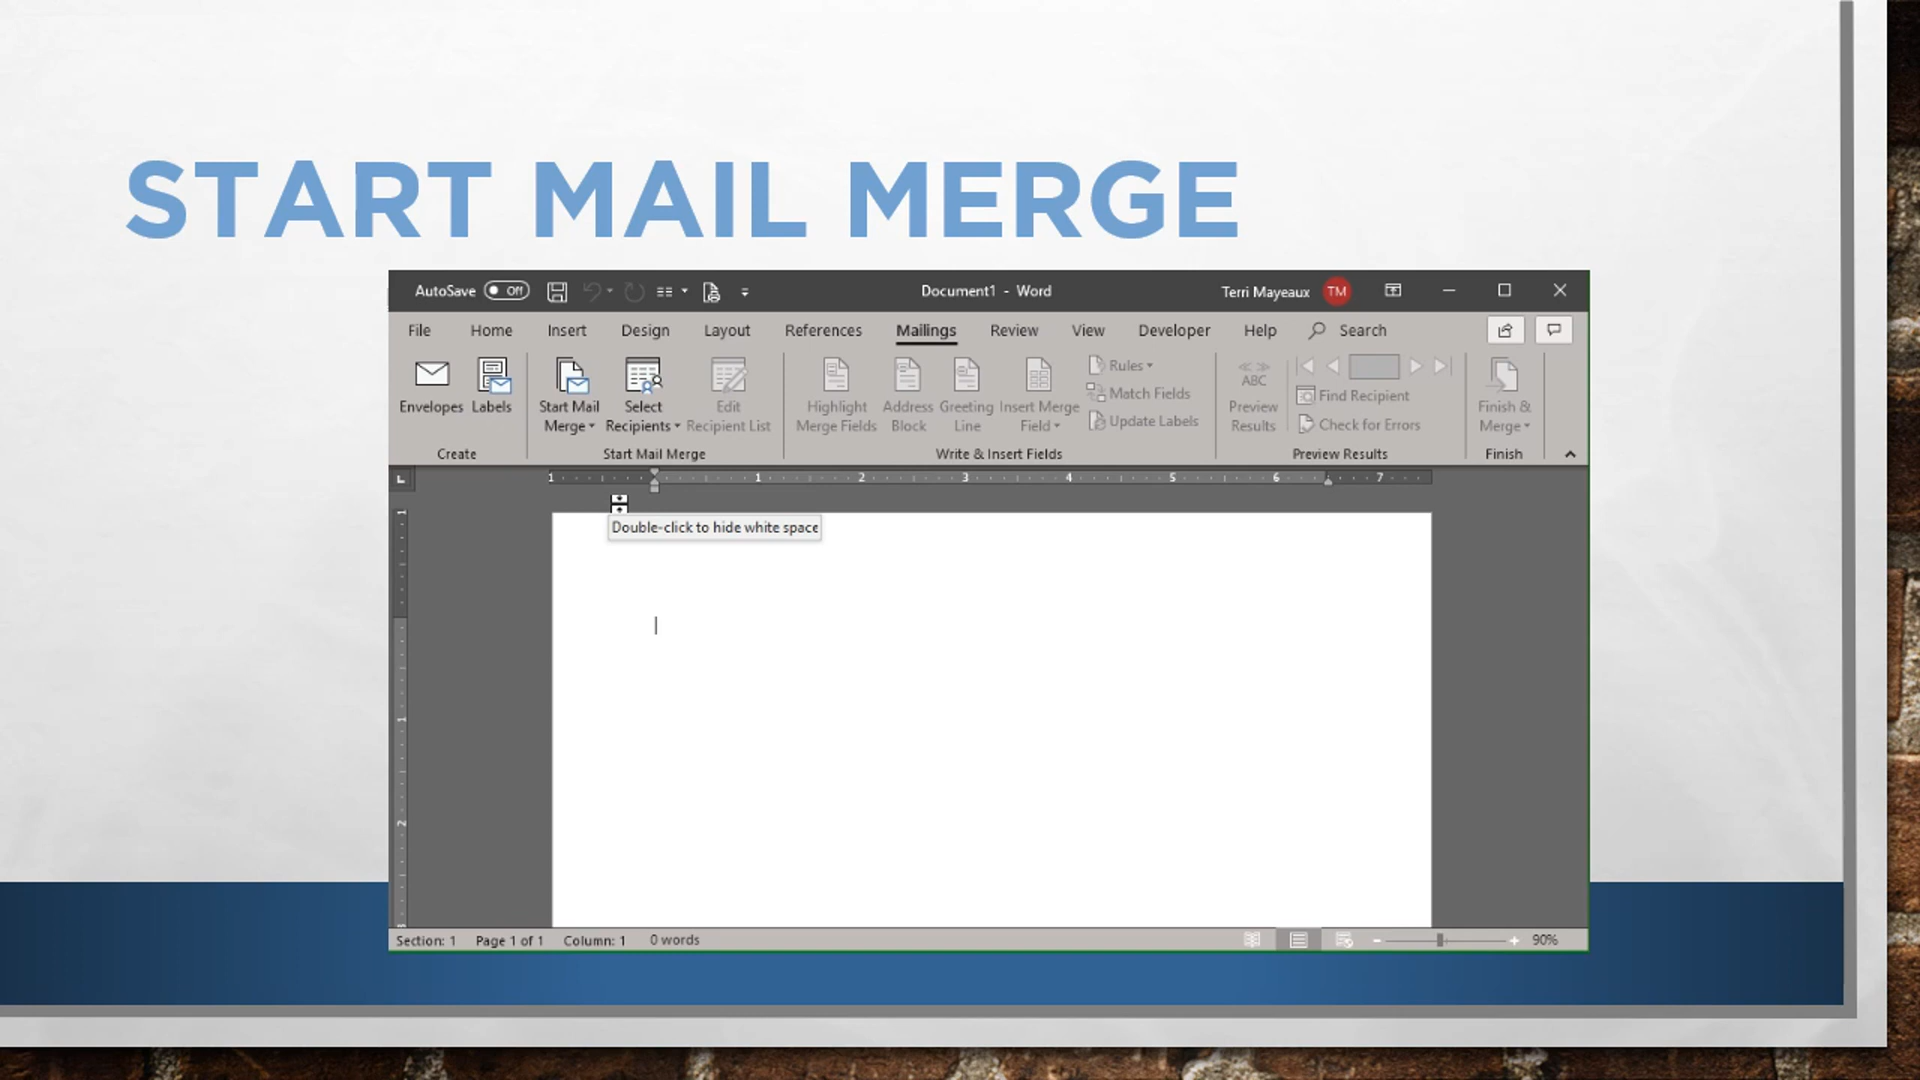 START MAIL MERGE
AutoSave Off Document1 - Word Terri Mayeaux TM
File Home Insert Design Layout References Mailings Review View Developer Help Search
Envelopes Labels
Create
Start Mail Merge
Select Recipients
Edit Recipient List
Start Mail Merge
Highlight Merge Fields
Address Block
Greeting Line
Insert Merge Field
Rules
Match Fields
Update Labels
Write & Insert Fields
ABC
Preview Results
Find Recipient
Check for Errors
Preview Results
Finish & Merge
Finish
L
1 1 2 3 4 5 6 7
Double-click to hide white space
1
1
2
Section: 1 Page 1 of 1 Column: 1 0 words 90%